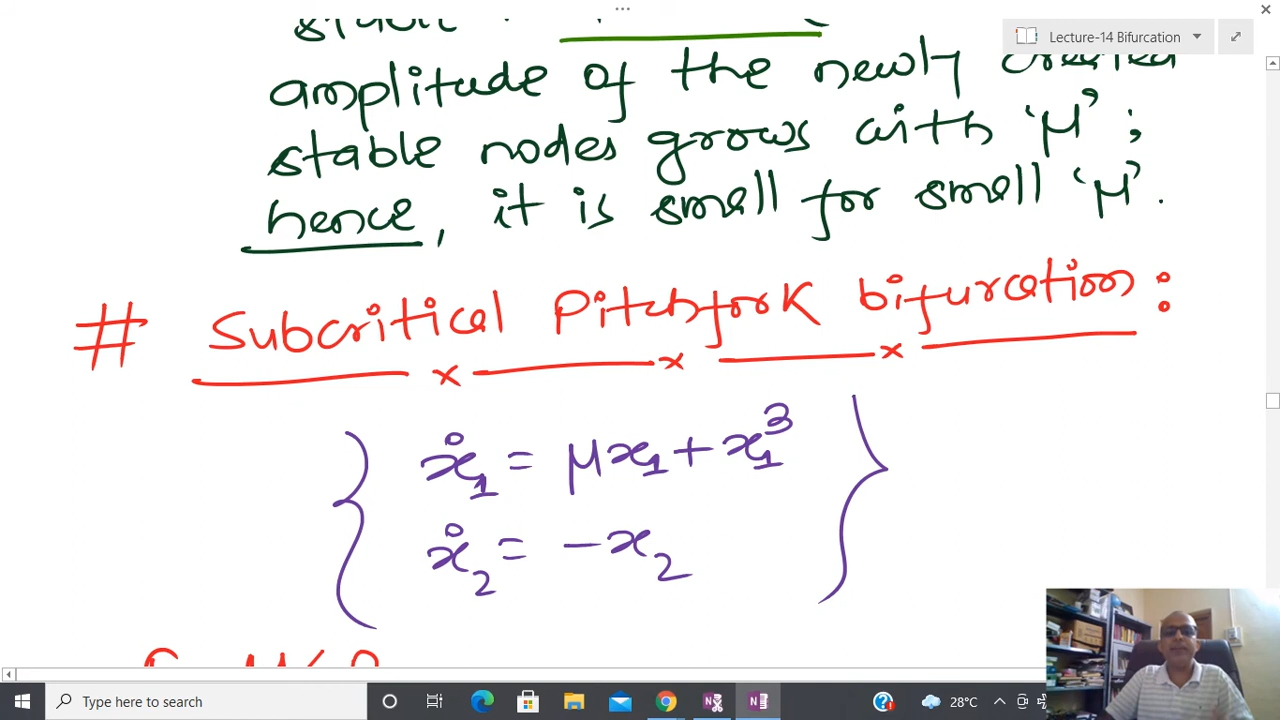 Lecture-14 Bifurcation
amplitude of the newly created
stable nodes grows with 'μ';
hence, it is small for small 'μ'.
# Subcritical Pitchfork bifurcation:
ẋ₁ = μx₁ + x₁³
ẋ₂ = -x₂
Type here to search
28°C